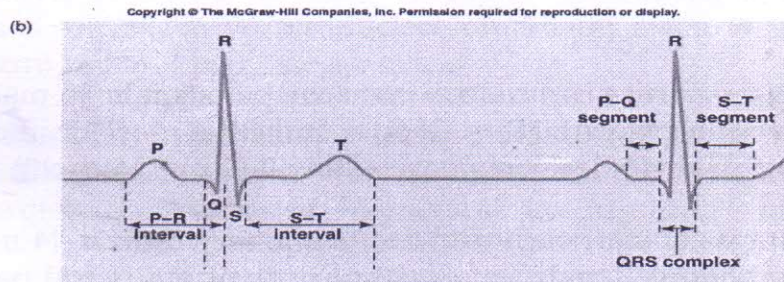 Copyright © The McGraw-Hill Companies, Inc. Permission required for reproduction or display.
(b)
R
R
P–Q
segment
S–T
segment
P
T
Q
S
P–R
Interval
S–T
Interval
QRS complex